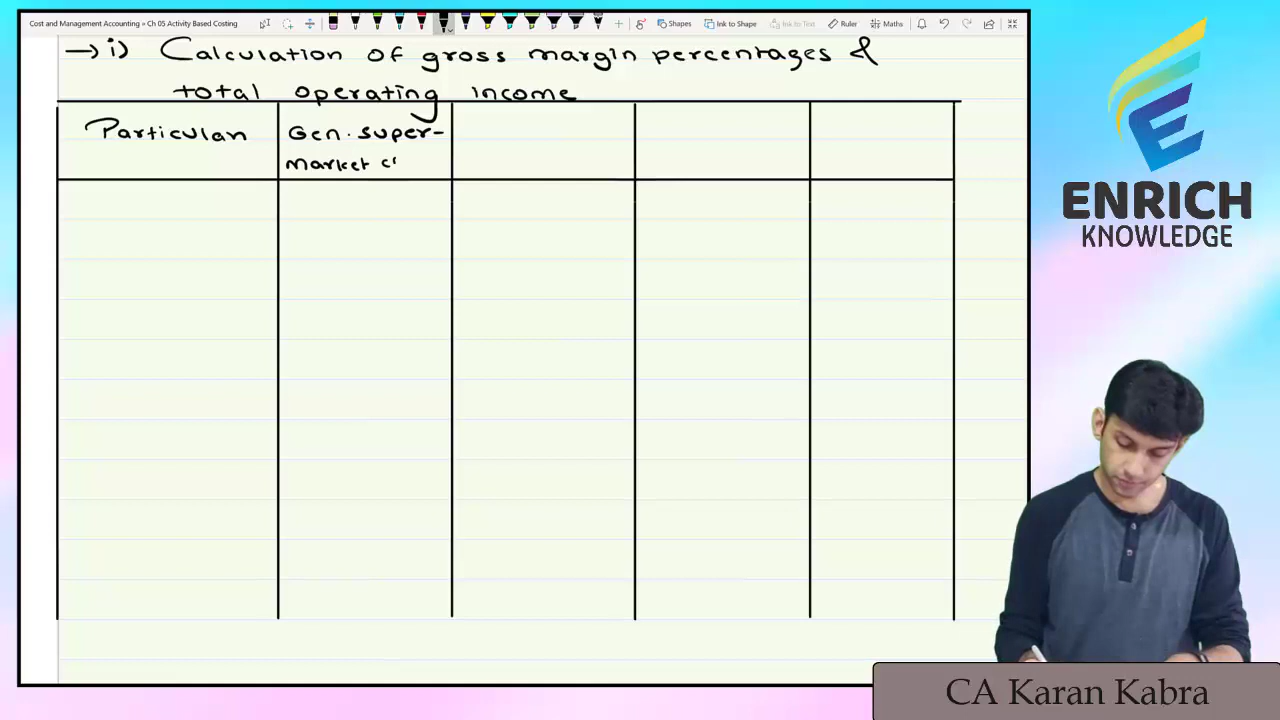 Cost and Management Accounting » Ch 05 Activity Based Costing
Shapes
Ink to Shape
Ink to Text
Ruler
Maths
→ i) Calculation of gross margin percentages &
total operating income
Particulars
Gen. super-
market c
ENRICH
KNOWLEDGE
CA Karan Kabra